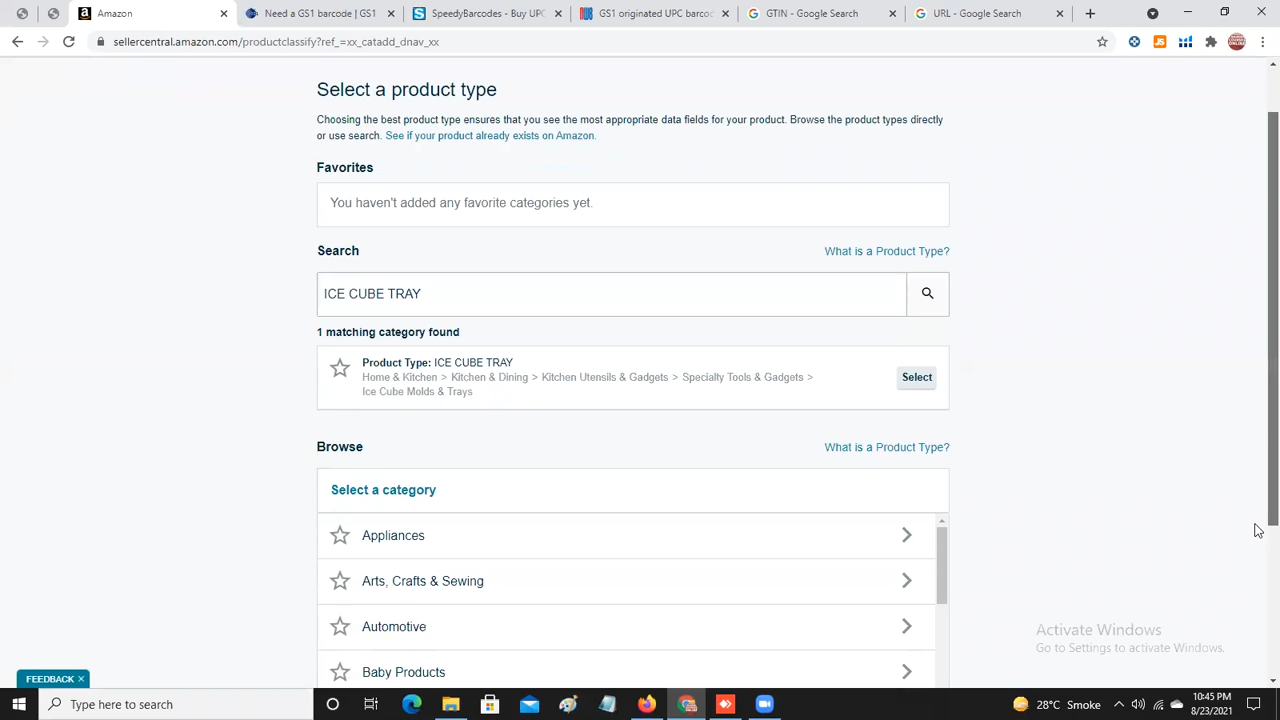 Amazon
Need a GS1 barcode | GS1
SpeedyBarcodes - Buy UPC
GS1 originated UPC barcod
GTIN - Google Search
URL - Google Search
sellercentral.amazon.com/productclassify?ref_=xx_catadd_dnav_xx
Select a product type
Choosing the best product type ensures that you see the most appropriate data fields for your product. Browse the product types directly
or use search. See if your product already exists on Amazon.
Favorites
You haven't added any favorite categories yet.
Search
What is a Product Type?
ICE CUBE TRAY
1 matching category found
Product Type: ICE CUBE TRAY
Home & Kitchen > Kitchen & Dining > Kitchen Utensils & Gadgets > Specialty Tools & Gadgets >
Ice Cube Molds & Trays
Select
Browse
What is a Product Type?
Select a category
Appliances
Arts, Crafts & Sewing
Automotive
Baby Products
Activate Windows
Go to Settings to activate Windows.
FEEDBACK
Type here to search
28°C Smoke
10:45 PM
8/23/2021